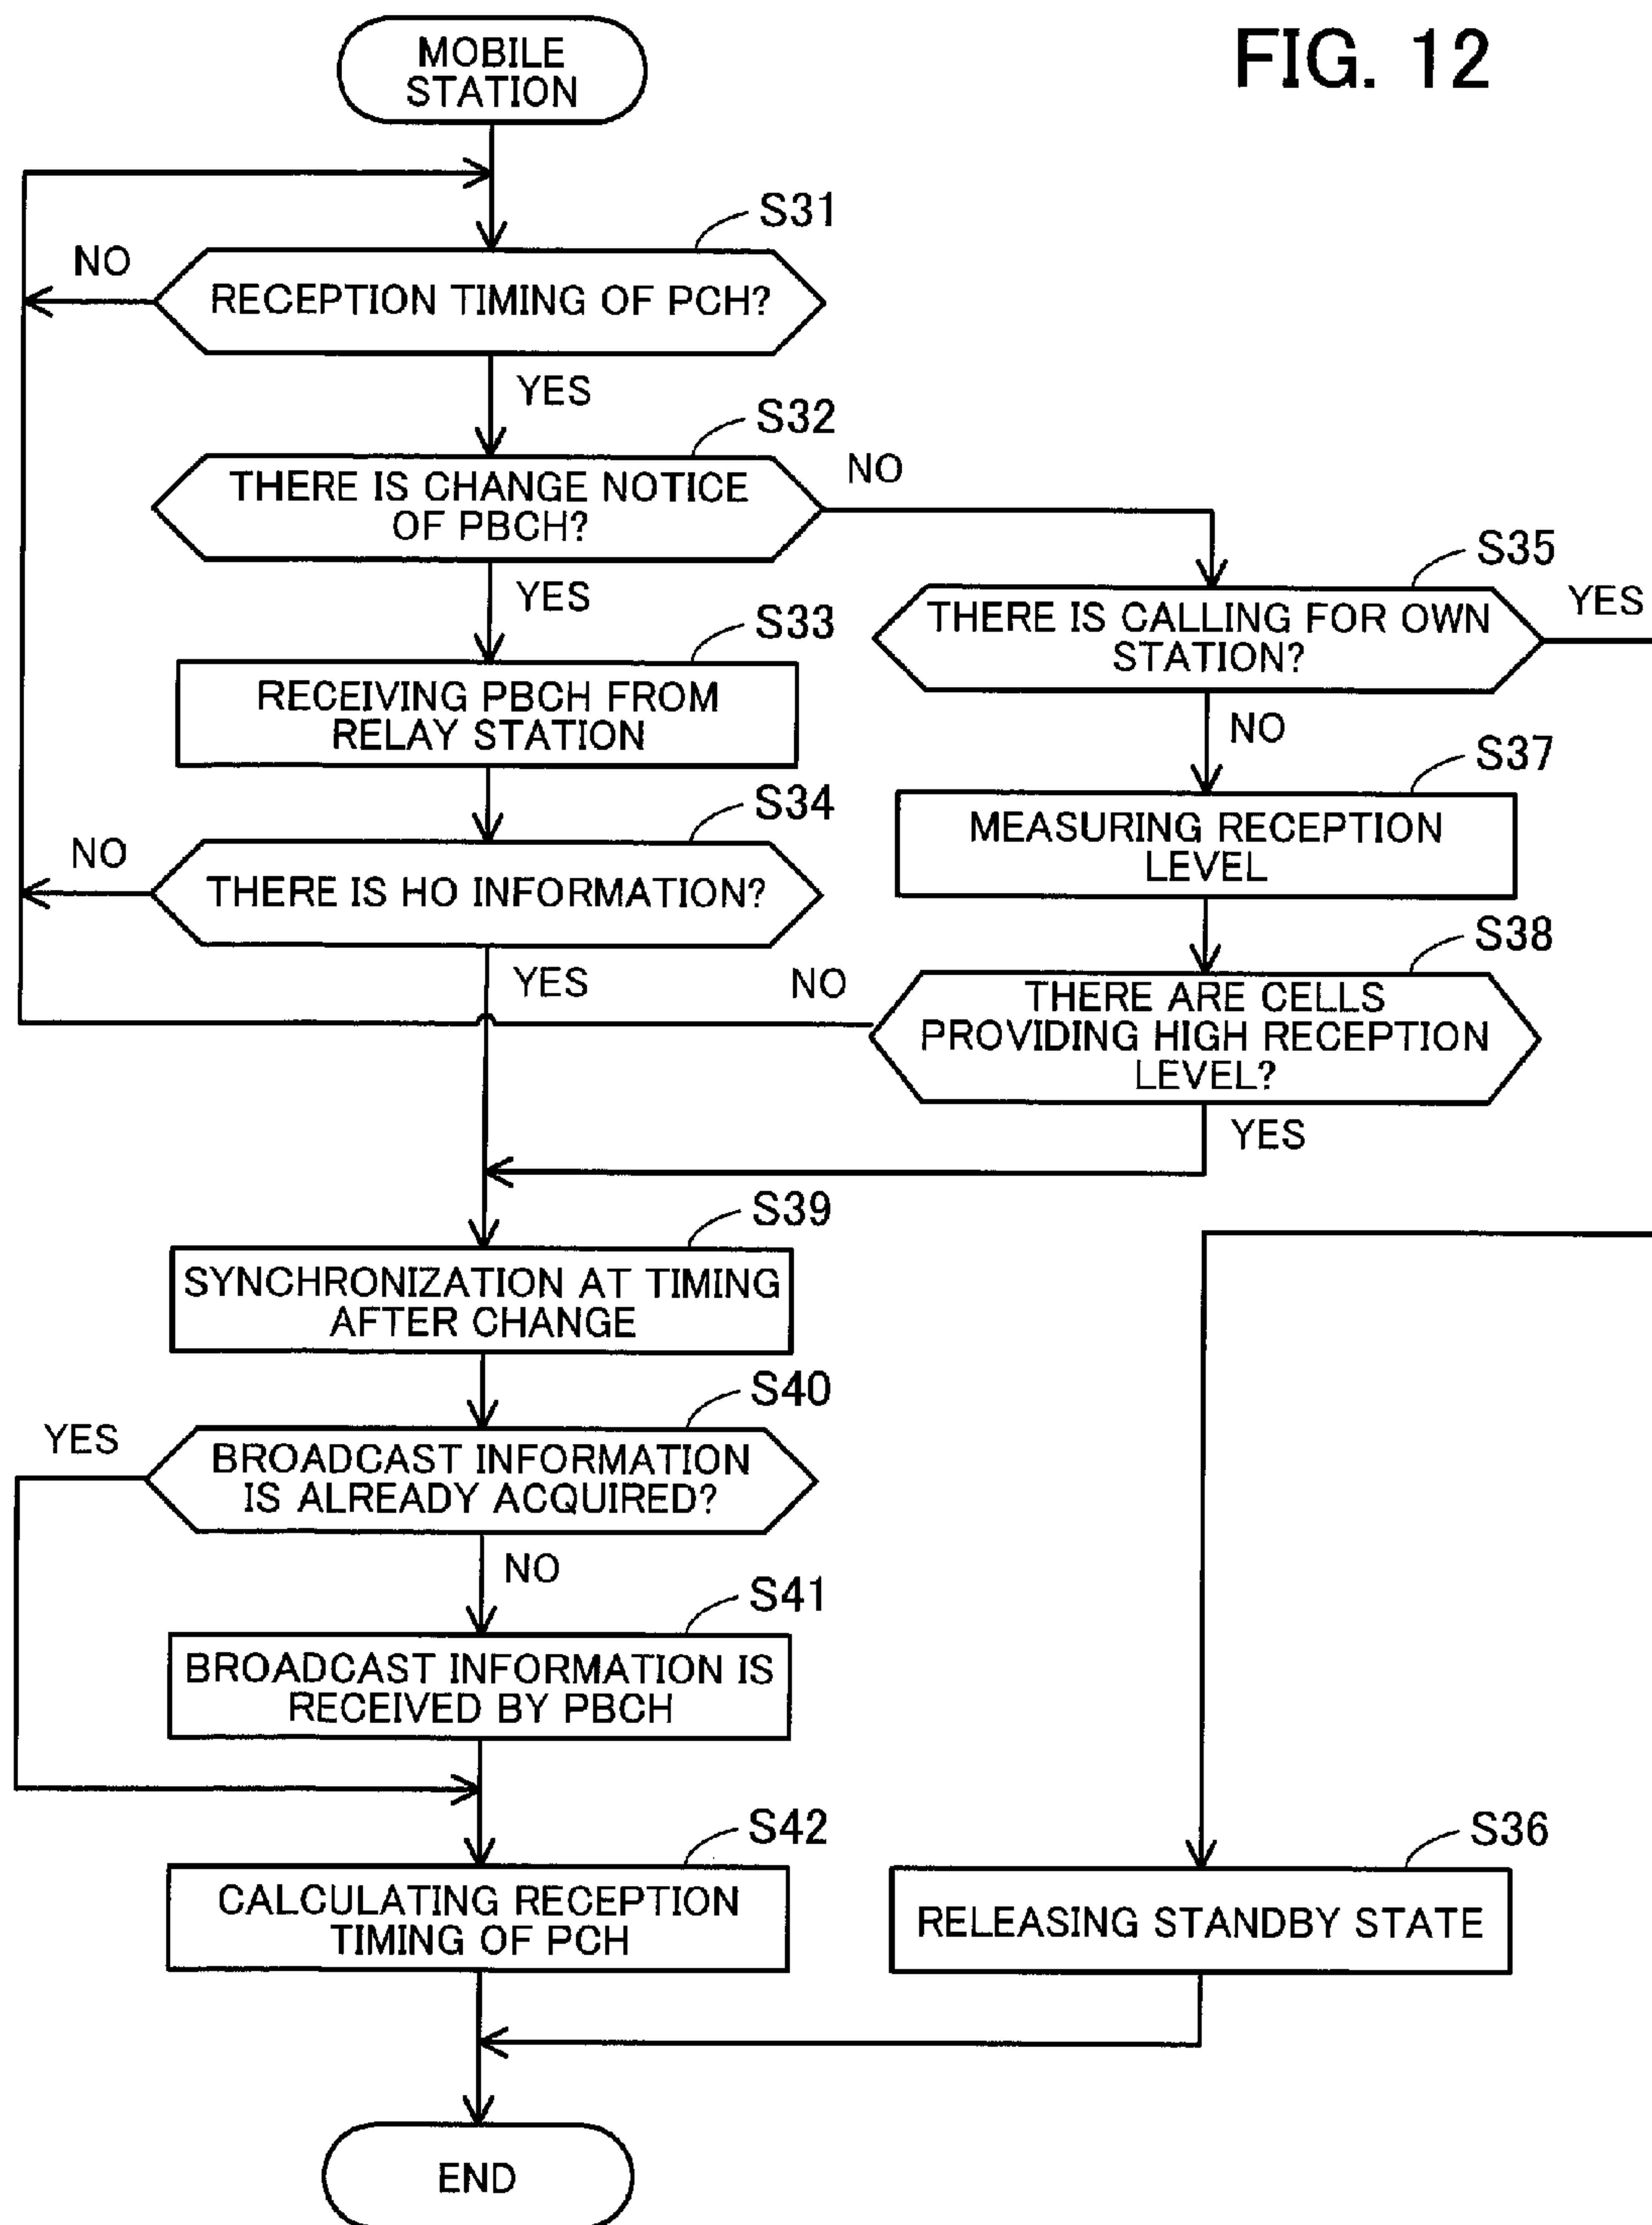 FIG. 12
MOBILE
STATION
S31
NO
RECEPTION TIMING OF PCH?
YES
S32
NO
THERE IS CHANGE NOTICE
OF PBCH?
YES
S35
YES
THERE IS CALLING FOR OWN
STATION?
NO
S33
RECEIVING PBCH FROM
RELAY STATION
S37
MEASURING RECEPTION
LEVEL
S34
NO
THERE IS HO INFORMATION?
YES
S38
NO
THERE ARE CELLS
PROVIDING HIGH RECEPTION
LEVEL?
YES
S39
SYNCHRONIZATION AT TIMING
AFTER CHANGE
S40
YES
BROADCAST INFORMATION
IS ALREADY ACQUIRED?
NO
S41
BROADCAST INFORMATION IS
RECEIVED BY PBCH
S42
CALCULATING RECEPTION
TIMING OF PCH
S36
RELEASING STANDBY STATE
END